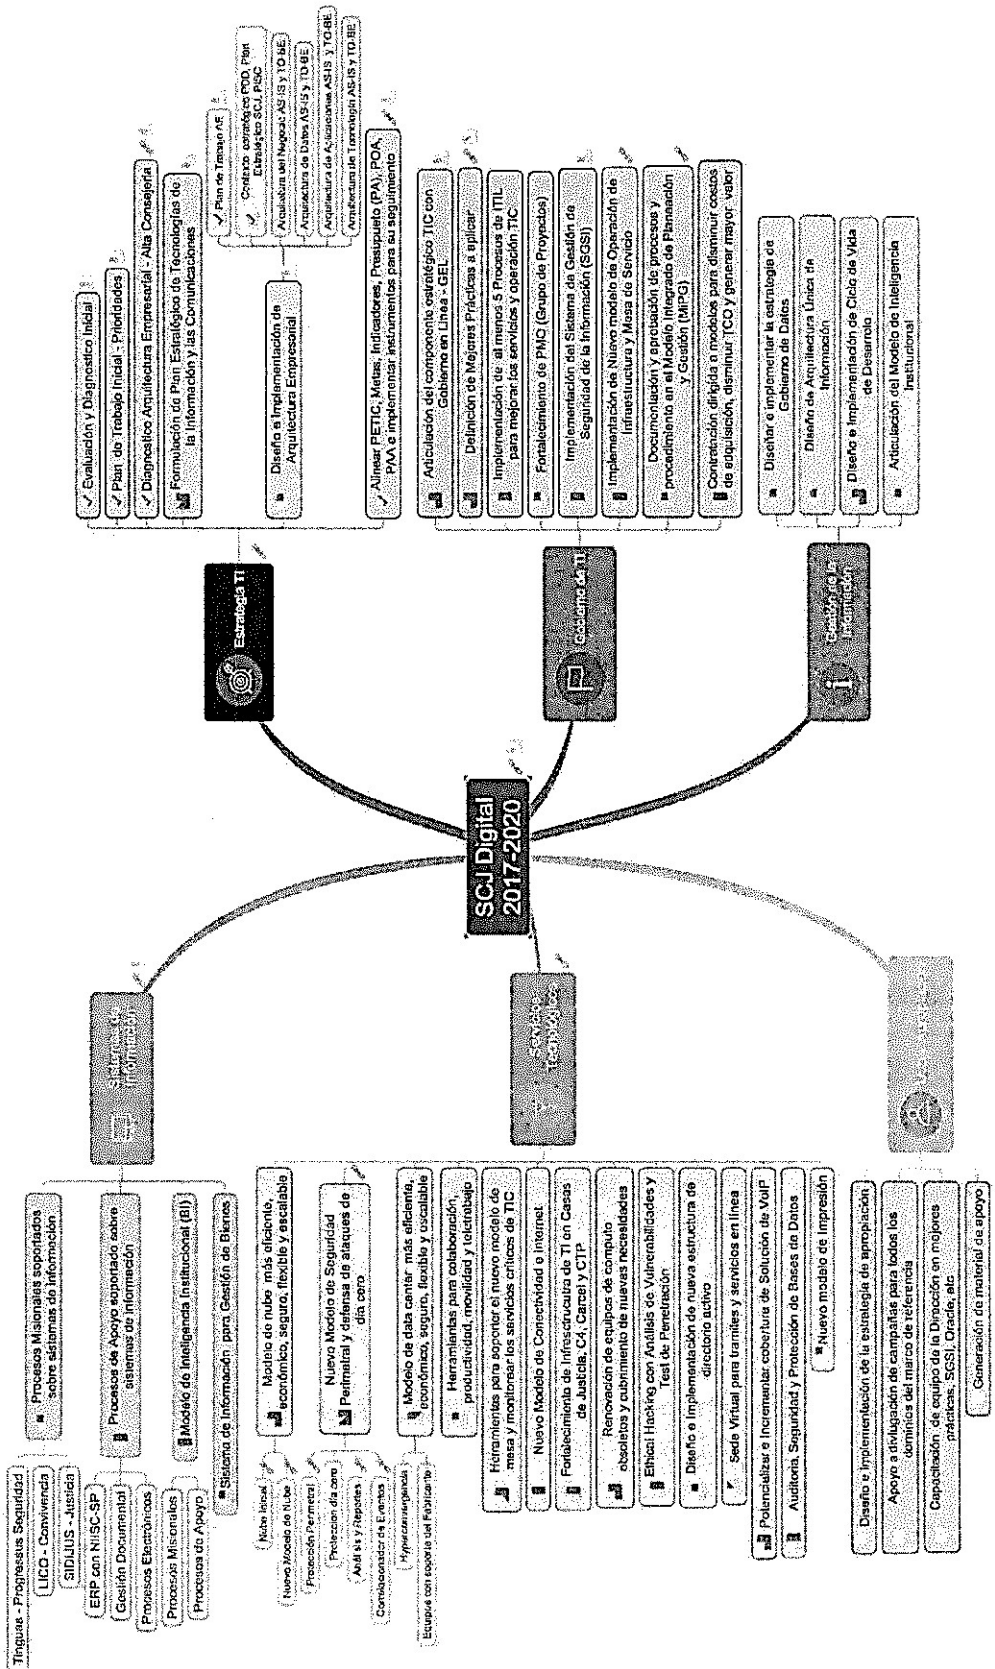 SCJ Digital
2017-2020
Estrategia TI
✓ Evaluación y Diagnostico Inicial
✓ Plan de Trabajo Inicial - Prioridades
✓ Diagnostico Arquitectura Empresarial - Alta Consejería
Formulación de Plan Estratégico de Tecnologías de
la Información y las Comunicaciones
Diseño e Implementación de
Arquitectura Empresarial
✓ Plan de Trabajo AE
✓ Contexto estratégico PDD, Plan
Estratégico SCJ, PISC
Arquitectura del Negocio AS-IS y TO-BE
Arquitectura de Datos AS-IS y TO-BE
Arquitectura de Aplicaciones AS-IS y TO-BE
Arquitectura de Tecnología AS-IS y TO-BE
✓ Alinear PETIC, Metas, Indicadores, Presupuesto (PA), POA,
PAA e implementar instrumentos para su seguimiento
Gobierno de TI
Articulación del componente estratégico TIC con
Gobierno en Línea - GEL
Definición de Mejores Prácticas a aplicar
Implementación de al menos 5 Procesos de ITIL
para mejorar los servicios y operación TIC
Fortalecimiento de PMO (Grupo de Proyectos)
Implementación del Sistema de Gestión de
Seguridad de la Información (SGSI)
Implementación de Nuevo modelo de Operación de
Infraestructura y Mesa de Servicio
Documentación y aprobación de procesos y
procedimiento en el Modelo Integrado de Planeación
y Gestión (MIPG)
Contratación dirigida a modelos para disminuir costos
de adquisición, disminuir TCO y generar mayor valor
Gestión de la
Información
Diseñar e implementar la estrategia de
Gobierno de Datos
Diseño de Arquitectura Única de
Información
Diseño e Implementación de Ciclo de Vida
de Desarrollo
Articulación del Modelo de Inteligencia
Institucional
Sistemas de
Información
Procesos Misionales soportados
sobre sistemas de Información
Tinguas - Progressus Seguridad
LICO - Convivencia
SIDIJUS - Justicia
Procesos de Apoyo soportado sobre
sistemas de información
ERP con NIISC-SP
Gestión Documental
Procesos Electrónicos
Modelo de Inteligencia Institucional (BI)
Procesos Misionales
Procesos de Apoyo
Sistema de Información para Gestión de Bienes
Servicios
Tecnológicos
Modelo de nube más eficiente,
económico, seguro, flexible y escalable
Nuevo Modelo de Nube
Nuevo Modelo de Seguridad
Perimetral y defensa de ataques de
día cero
Protección Perimetral
Protección día cero
Análisis y Reportes
Correlacionador de Eventos
Modelo de data center más eficiente,
económico, seguro, flexible y escalable
Hyperconvergencia
Equipos con soporte del Fabricante
Herramientas para colaboración,
productividad, movilidad y teletrabajo
Herramientas para soportar el nuevo modelo de
mesa y monitorear los servicios críticos de TIC
Nuevo Modelo de Conectividad e Internet
Fortalecimiento de Infraestrucutra de TI en Casas
de Justicia, C4, Carcel y CTP
Renovación de equipos de computo
obsoletos y cubrimiento de nuevas necesidades
Ethical Hacking con Análisis de Vulnerabilidades y
Test de Penetración
Diseño e Implementación de nueva estructura de
directorio activo
Sede Virtual para tramites y servicios en línea
Potencializar e Incrementar cobertura de Solución de VoIP
Auditoria, Seguridad y Protección de Bases de Datos
Nuevo modelo de Impresión
Diseño e Implementación de la estrategia de apropiación
Apoyo a divulgación de campañas para todos los
dominios del marco de referencia
Capacitación de equipo de la Dirección en mejores
prácticas, SGSI, Oracle, etc
Generación de material de apoyo